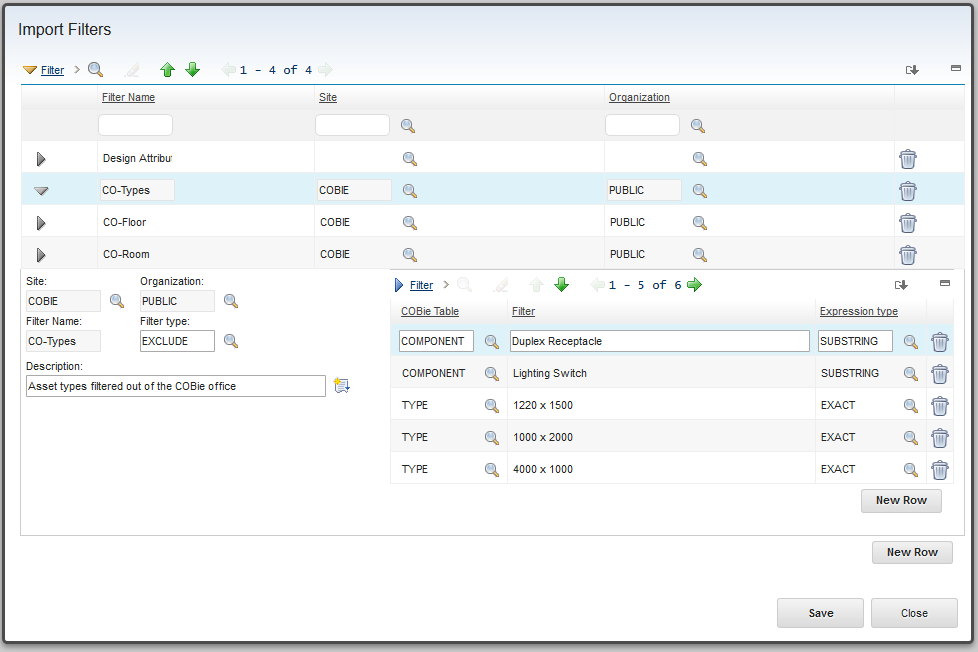 Import Filters
Filter 1 - 4 of 4
Filter Name Site Organization
Design Attribut
CO-Types COBIE PUBLIC
CO-Floor COBIE PUBLIC
CO-Room COBIE PUBLIC
Site: Organization:
COBIE PUBLIC
Filter Name: Filter type:
CO-Types EXCLUDE
Description:
Asset types filtered out of the COBie office
Filter 1 - 5 of 6
COBie Table Filter Expression type
COMPONENT Duplex Receptacle SUBSTRING
COMPONENT Lighting Switch SUBSTRING
TYPE 1220 x 1500 EXACT
TYPE 1000 x 2000 EXACT
TYPE 4000 x 1000 EXACT
New Row
New Row
Save Close